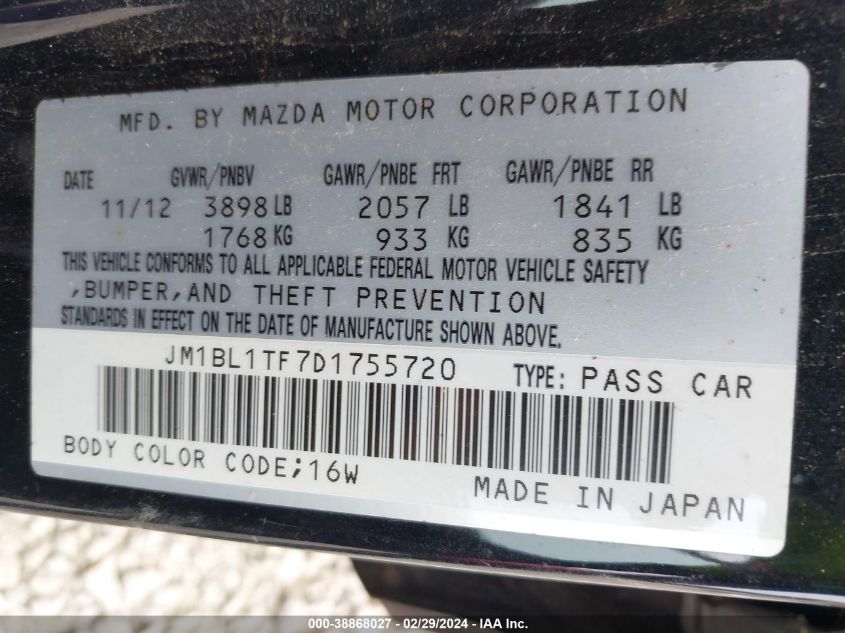 MFD. BY MAZDA MOTOR CORPORATION
DATE GVWR/PNBV GAWR/PNBE FRT GAWR/PNBE RR
11/12 3898 LB 2057 LB 1841 LB
1768 KG 933 KG 835 KG
THIS VEHICLE CONFORMS TO ALL APPLICABLE FEDERAL MOTOR VEHICLE SAFETY
,BUMPER,AND THEFT PREVENTION
STANDARDS IN EFFECT ON THE DATE OF MANUFACTURE SHOWN ABOVE.
JM1BL1TF7D1755720 TYPE: PASS CAR
BODY COLOR CODE;16W
MADE IN JAPAN
000-38868027 - 02/29/2024 - IAA Inc.